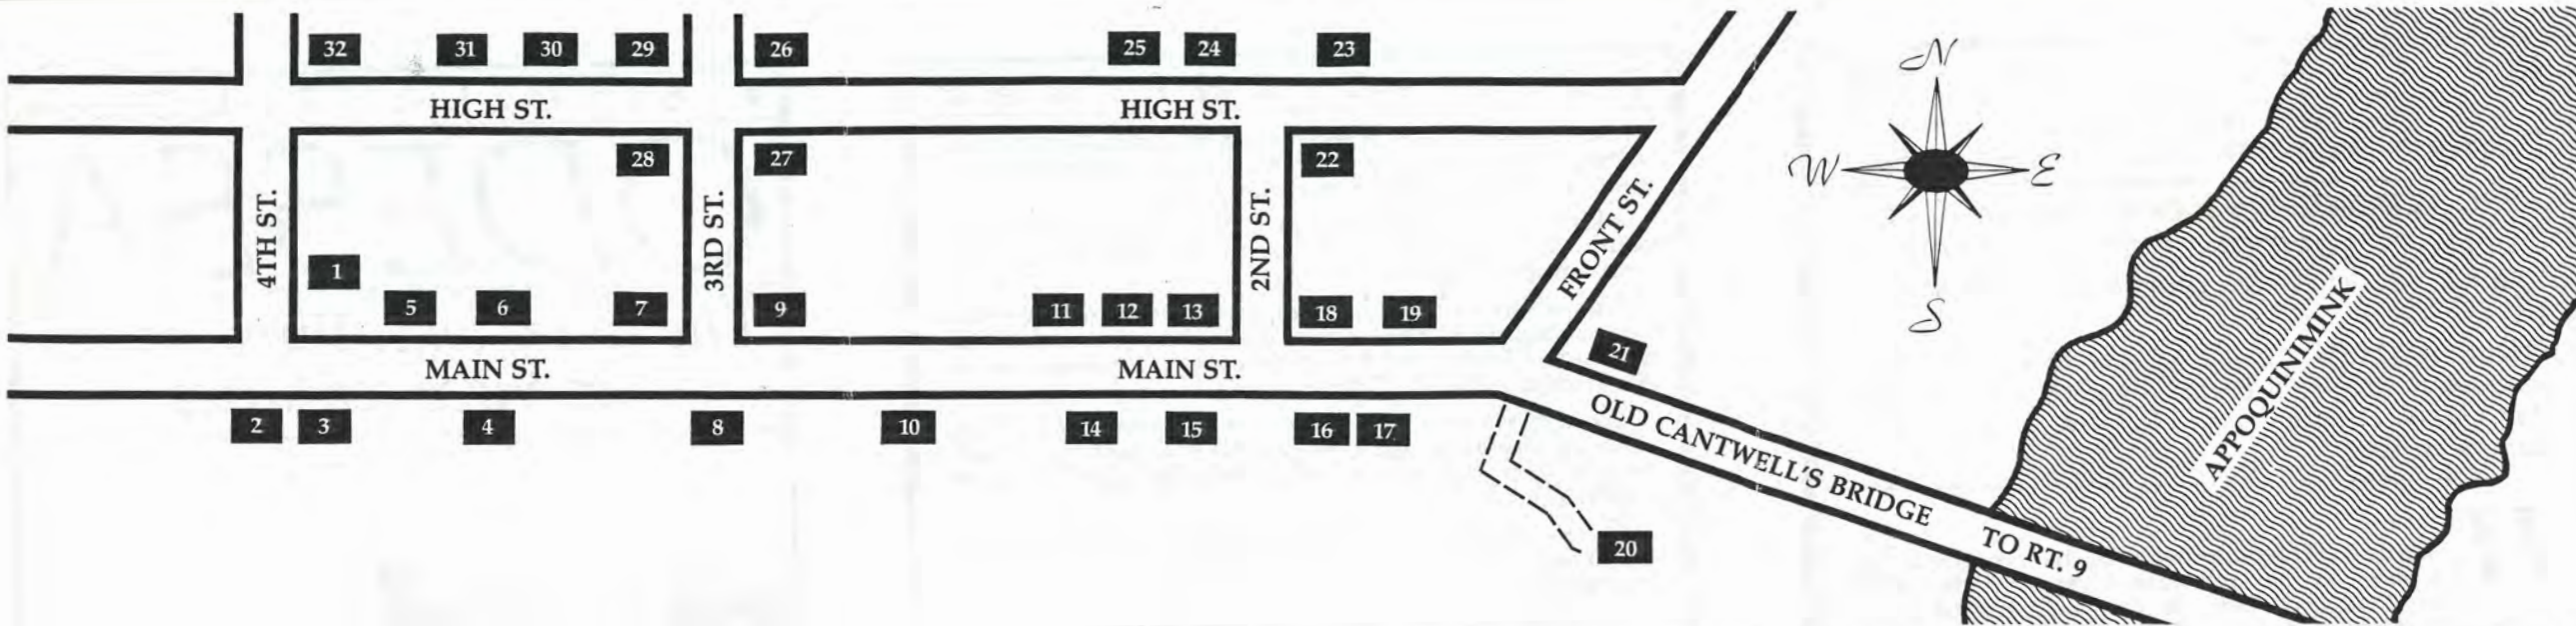 32 31 30 29 26 25 24 23
HIGH ST. HIGH ST.
28 27 22
4TH ST. 3RD ST. 2ND ST. FRONT ST.
1
5 6 7 9 11 12 13 18 19
21
MAIN ST. MAIN ST.
2 3 4 8 10 14 15 16 17
20
OLD CANTWELL'S BRIDGE TO RT. 9
N
W E
S
APPOQUINIMINK